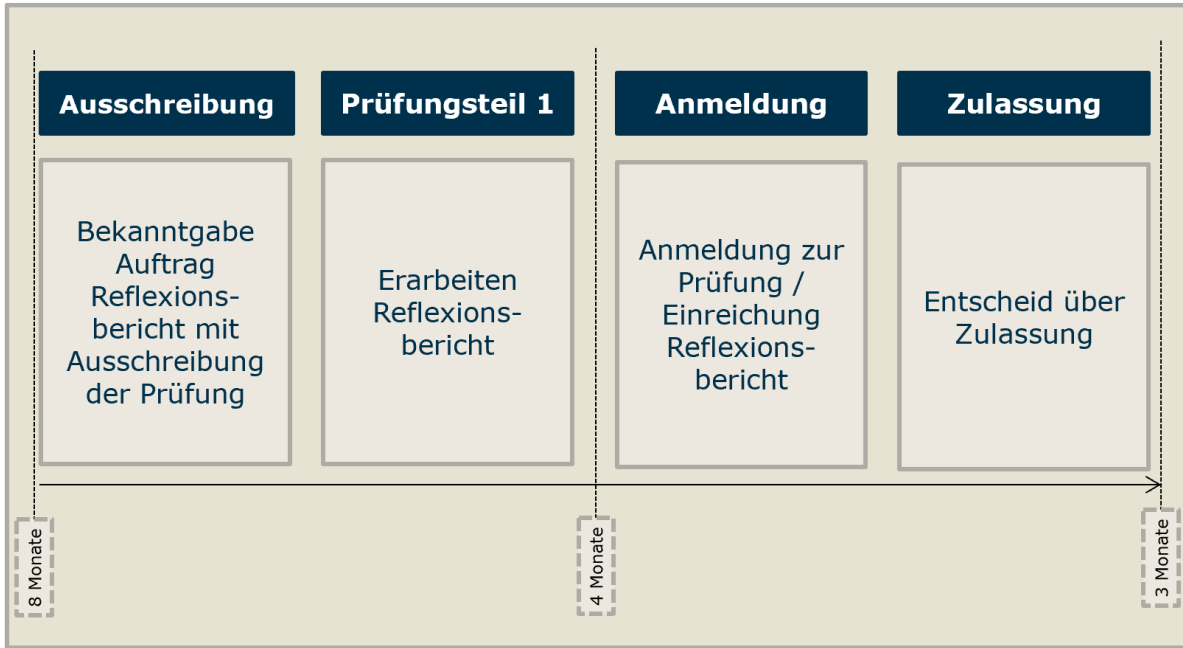 Ausschreibung
Prüfungsteil 1
Anmeldung
Zulassung
Bekanntgabe
Auftrag
Reflexions-
bericht mit
Ausschreibung
der Prüfung
Erarbeiten
Reflexions-
bericht
Anmeldung zur
Prüfung /
Einreichung
Reflexions-
bericht
Entscheid über
Zulassung
8 Monate
4 Monate
3 Monate